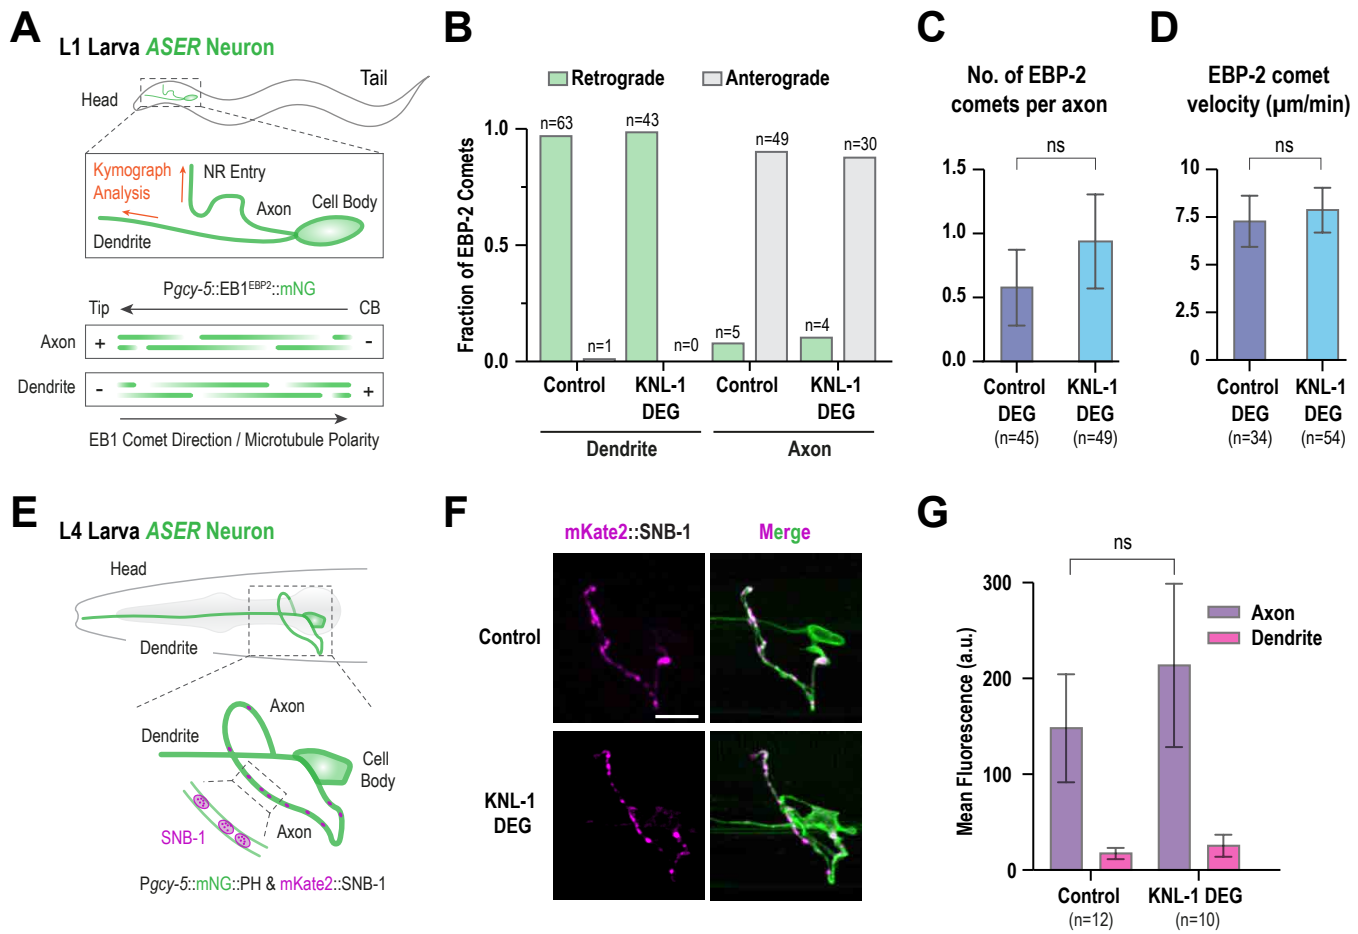 A
L1 Larva ASER Neuron
Head
Tail
Kymograph
Analysis
NR Entry
Axon
Cell Body
Dendrite
Pgcy-5::EB1EBP2::mNG
Tip
CB
Axon
+
-
Dendrite
-
+
EB1 Comet Direction / Microtubule Polarity
B
Retrograde
Anterograde
Fraction of EBP-2 Comets
1.0
0.5
0.0
n=63
n=1
n=43
n=0
n=5
n=49
n=4
n=30
Control
KNL-1
DEG
Control
KNL-1
DEG
Dendrite
Axon
C
No. of EBP-2
comets per axon
ns
1.5
1.0
0.5
0.0
Control
DEG
(n=45)
KNL-1
DEG
(n=49)
D
EBP-2 comet
velocity (µm/min)
ns
10
7.5
5
2.5
0
Control
DEG
(n=34)
KNL-1
DEG
(n=54)
E
L4 Larva ASER Neuron
Head
Dendrite
Axon
Dendrite
Cell
Body
SNB-1
Axon
Pgcy-5::mNG::PH & mKate2::SNB-1
F
mKate2::SNB-1
Merge
Control
KNL-1
DEG
G
ns
Mean Fluorescence (a.u.)
300
200
100
0
Axon
Dendrite
Control
(n=12)
KNL-1 DEG
(n=10)